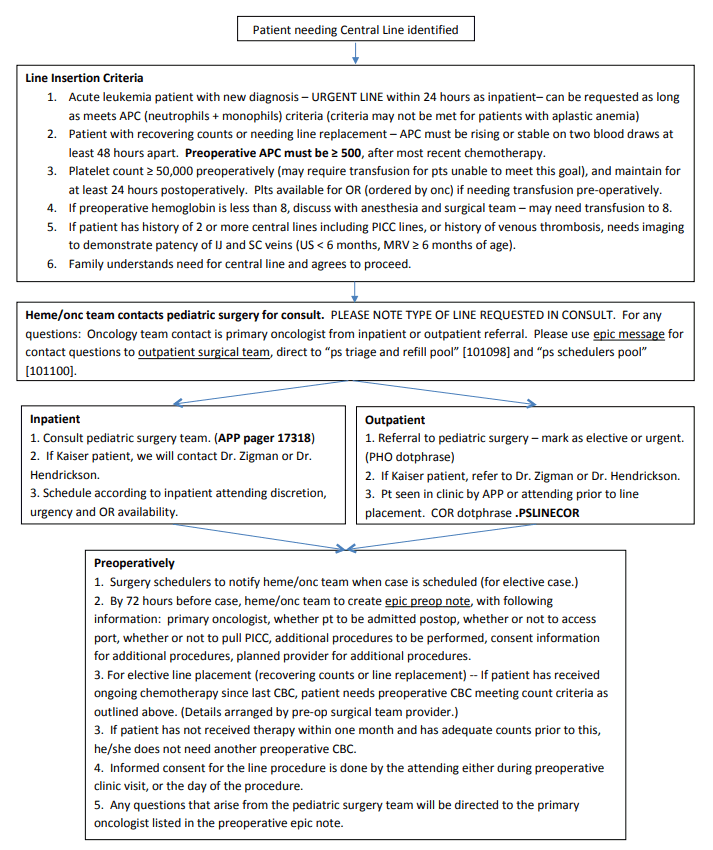 Patient needing Central Line identified
Line Insertion Criteria
1. Acute leukemia patient with new diagnosis – URGENT LINE within 24 hours as inpatient– can be requested as long
as meets APC (neutrophils + monophils) criteria (criteria may not be met for patients with aplastic anemia)
2. Patient with recovering counts or needing line replacement – APC must be rising or stable on two blood draws at
least 48 hours apart. Preoperative APC must be ≥ 500, after most recent chemotherapy.
3. Platelet count ≥ 50,000 preoperatively (may require transfusion for pts unable to meet this goal), and maintain for
at least 24 hours postoperatively. Plts available for OR (ordered by onc) if needing transfusion pre-operatively.
4. If preoperative hemoglobin is less than 8, discuss with anesthesia and surgical team – may need transfusion to 8.
5. If patient has history of 2 or more central lines including PICC lines, or history of venous thrombosis, needs imaging
to demonstrate patency of IJ and SC veins (US < 6 months, MRV ≥ 6 months of age).
6. Family understands need for central line and agrees to proceed.
Heme/onc team contacts pediatric surgery for consult. PLEASE NOTE TYPE OF LINE REQUESTED IN CONSULT. For any
questions: Oncology team contact is primary oncologist from inpatient or outpatient referral. Please use epic message for
contact questions to outpatient surgical team, direct to “ps triage and refill pool” [101098] and “ps schedulers pool”
[101100].
Inpatient
1. Consult pediatric surgery team. (APP pager 17318)
2. If Kaiser patient, we will contact Dr. Zigman or Dr.
Hendrickson.
3. Schedule according to inpatient attending discretion,
urgency and OR availability.
Outpatient
1. Referral to pediatric surgery – mark as elective or urgent.
(PHO dotphrase)
2. If Kaiser patient, refer to Dr. Zigman or Dr. Hendrickson.
3. Pt seen in clinic by APP or attending prior to line
placement. COR dotphrase .PSLINECOR
Preoperatively
1. Surgery schedulers to notify heme/onc team when case is scheduled (for elective case.)
2. By 72 hours before case, heme/onc team to create epic preop note, with following
information: primary oncologist, whether pt to be admitted postop, whether or not to access
port, whether or not to pull PICC, additional procedures to be performed, consent information
for additional procedures, planned provider for additional procedures.
3. For elective line placement (recovering counts or line replacement) -- If patient has received
ongoing chemotherapy since last CBC, patient needs preoperative CBC meeting count criteria as
outlined above. (Details arranged by pre-op surgical team provider.)
3. If patient has not received therapy within one month and has adequate counts prior to this,
he/she does not need another preoperative CBC.
4. Informed consent for the line procedure is done by the attending either during preoperative
clinic visit, or the day of the procedure.
5. Any questions that arise from the pediatric surgery team will be directed to the primary
oncologist listed in the preoperative epic note.